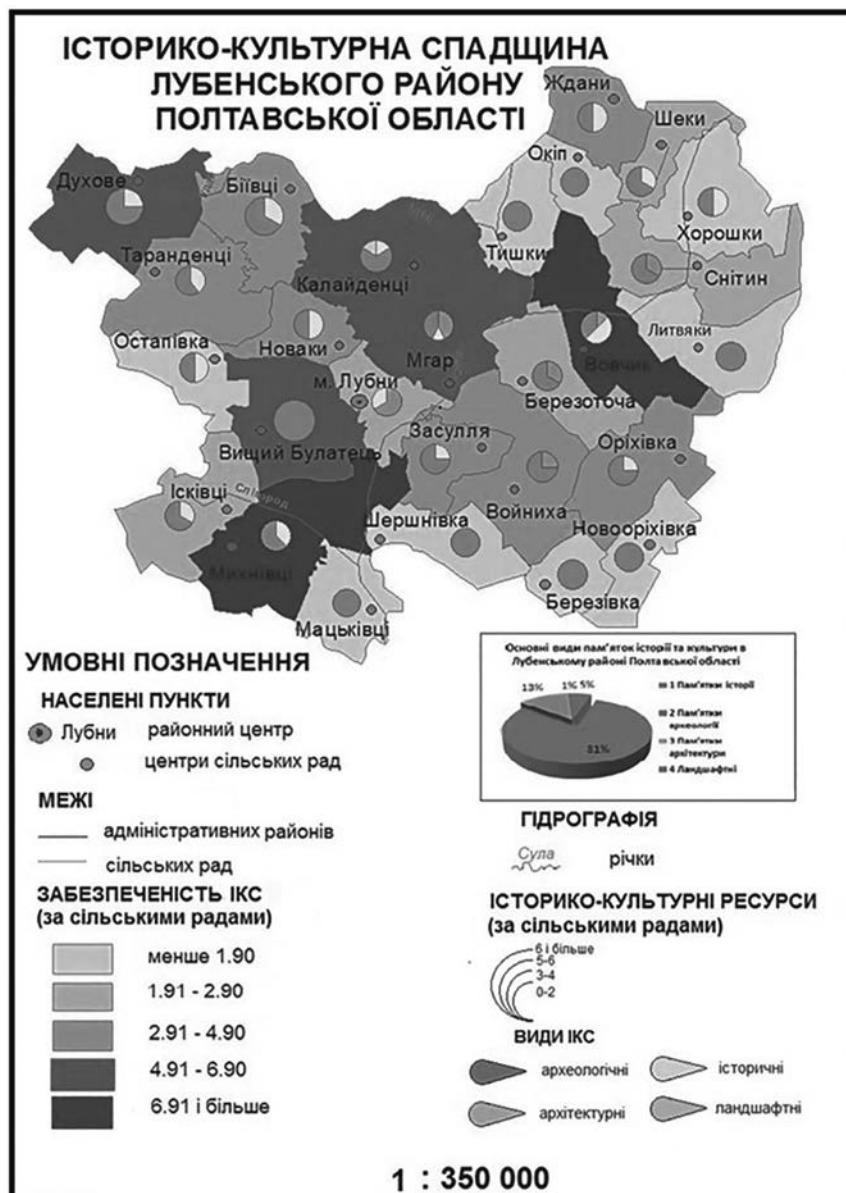 ІСТОРИКО-КУЛЬТУРНА СПАДЩИНА
ЛУБЕНСЬКОГО РАЙОНУ
ПОЛТАВСЬКОЇ ОБЛАСТІ
Ждани
Шеки
Окіп
Духове
Біївці
Хорошки
Тишки
Таранденці
Калайденці
Снітин
Остапівка
Новаки
Мгар
Литвяки
Вовчик
м. Лубни
Березоточа
Засулля
Оріхівка
Вищий Булатець
Ісківці
Сліпород
Войниха
Шершнівка
Новооріхівка
Михнівці
Березівка
Мацьківці
УМОВНІ ПОЗНАЧЕННЯ
НАСЕЛЕНІ ПУНКТИ
Лубни районний центр
центри сільських рад
МЕЖІ
адміністративних районів
сільських рад
ЗАБЕЗПЕЧЕНІСТЬ ІКС
(за сільськими радами)
менше 1.90
1.91 - 2.90
2.91 - 4.90
4.91 - 6.90
6.91 і більше
Основні види пам'яток історії та культури в
Лубенському районі Полтавської області
13% 1% 5%
81%
1 Пам'ятки історії
2 Пам'ятки
археології
3 Пам'ятки
архітектури
4 Ландшафтні
ГІДРОГРАФІЯ
Сула річки
ІСТОРИКО-КУЛЬТУРНІ РЕСУРСИ
(за сільськими радами)
6 і більше
5-6
3-4
0-2
ВИДИ ІКС
археологічні історичні
архітектурні ландшафтні
1 : 350 000